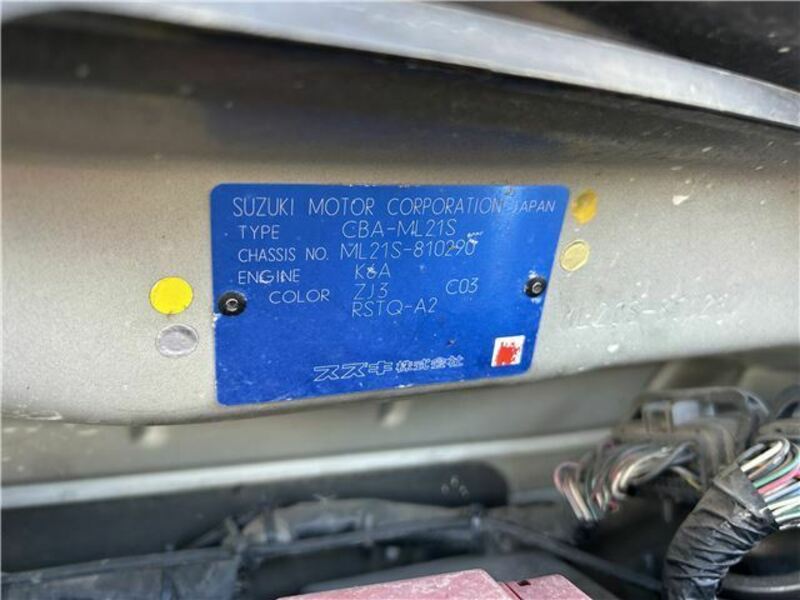 SUZUKI MOTOR CORPORATION JAPAN
TYPE CBA-ML21S
CHASSIS NO. ML21S-810290
ENGINE K6A
COLOR ZJ3 C03
RSTQ-A2
スズキ株式会社